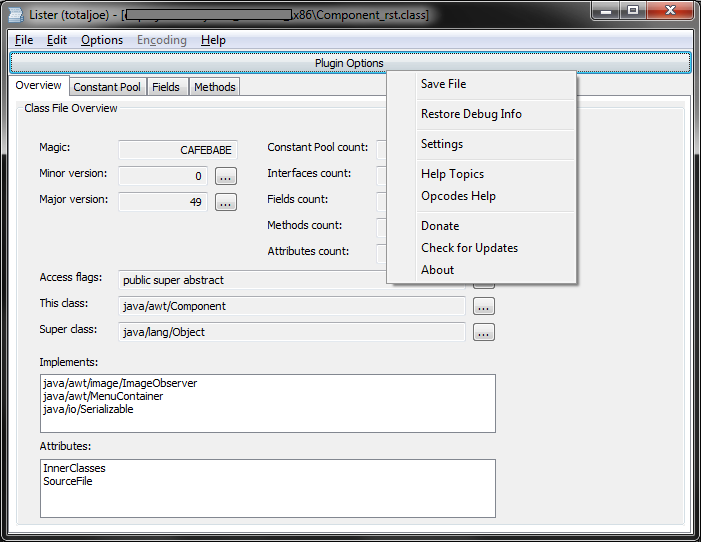 Lister (totaljoe) - [ x86\Component_rst.class]
File Edit Options Encoding Help
Plugin Options
Overview Constant Pool Fields Methods
Save File
Restore Debug Info
Settings
Help Topics
Opcodes Help
Donate
Check for Updates
About
Class File Overview
Magic: CAFEBABE
Constant Pool count:
Minor version: 0 ...
Interfaces count:
Major version: 49 ...
Fields count:
Methods count:
Attributes count:
Access flags: public super abstract
This class: java/awt/Component ...
Super class: java/lang/Object ...
Implements:
java/awt/image/ImageObserver
java/awt/MenuContainer
java/io/Serializable
Attributes:
InnerClasses
SourceFile